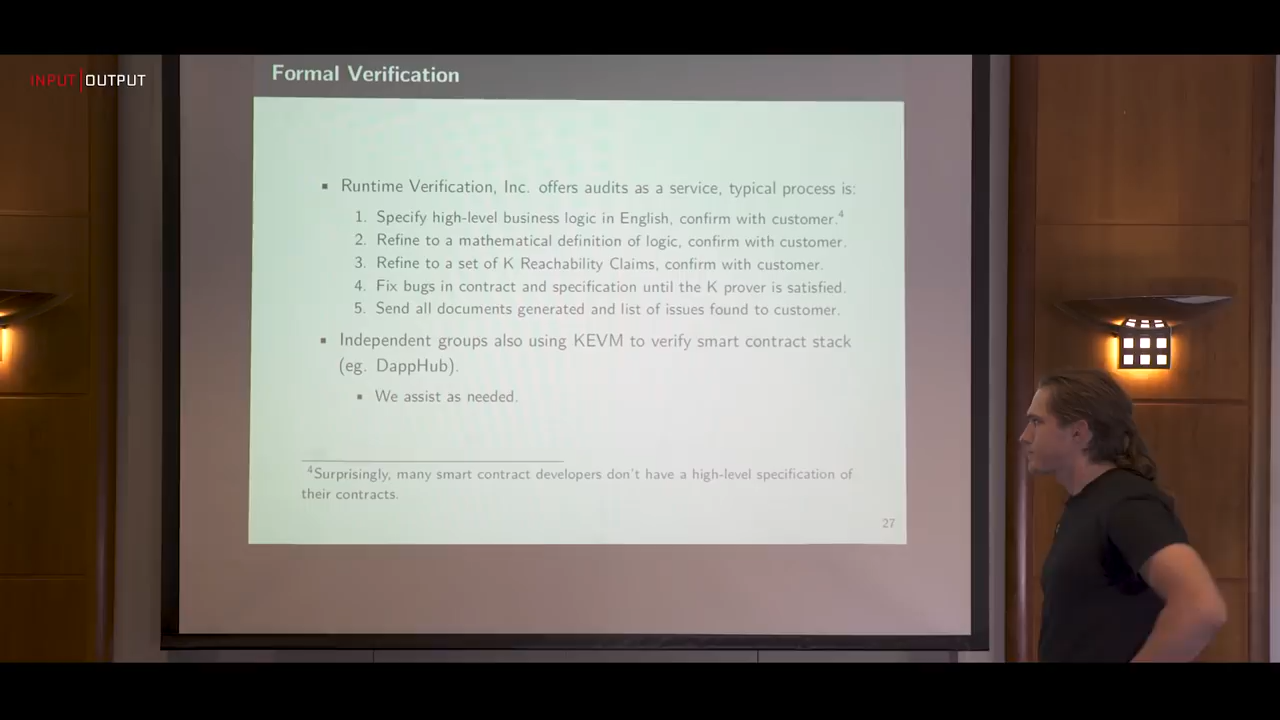 INPUT|OUTPUT
Formal Verification
▪ Runtime Verification, Inc. offers audits as a service, typical process is:
1. Specify high-level business logic in English, confirm with customer.⁴
2. Refine to a mathematical definition of logic, confirm with customer.
3. Refine to a set of K Reachability Claims, confirm with customer.
4. Fix bugs in contract and specification until the K prover is satisfied.
5. Send all documents generated and list of issues found to customer.
▪ Independent groups also using KEVM to verify smart contract stack
(eg. DappHub).
▪ We assist as needed.
⁴Surprisingly, many smart contract developers don't have a high-level specification of
their contracts.
27